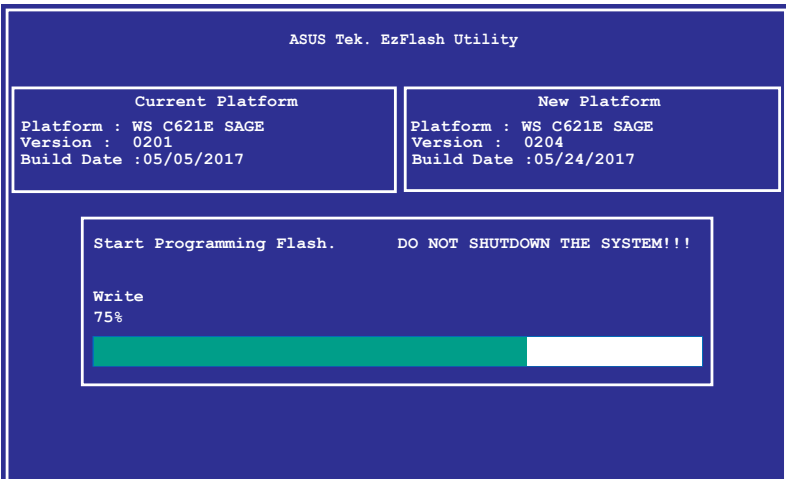 ASUS Tek. EzFlash Utility
Current Platform
Platform : WS C621E SAGE
Version : 0201
Build Date :05/05/2017
New Platform
Platform : WS C621E SAGE
Version : 0204
Build Date :05/24/2017
Start Programming Flash. DO NOT SHUTDOWN THE SYSTEM!!!
Write
75%